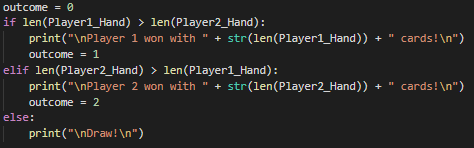 outcome = 0
if len(Player1_Hand) > len(Player2_Hand):
    print("\nPlayer 1 won with " + str(len(Player1_Hand)) + " cards!\n")
    outcome = 1
elif len(Player2_Hand) > len(Player1_Hand):
    print("\nPlayer 2 won with " + str(len(Player2_Hand)) + " cards!\n")
    outcome = 2
else:
    print("\nDraw!\n")